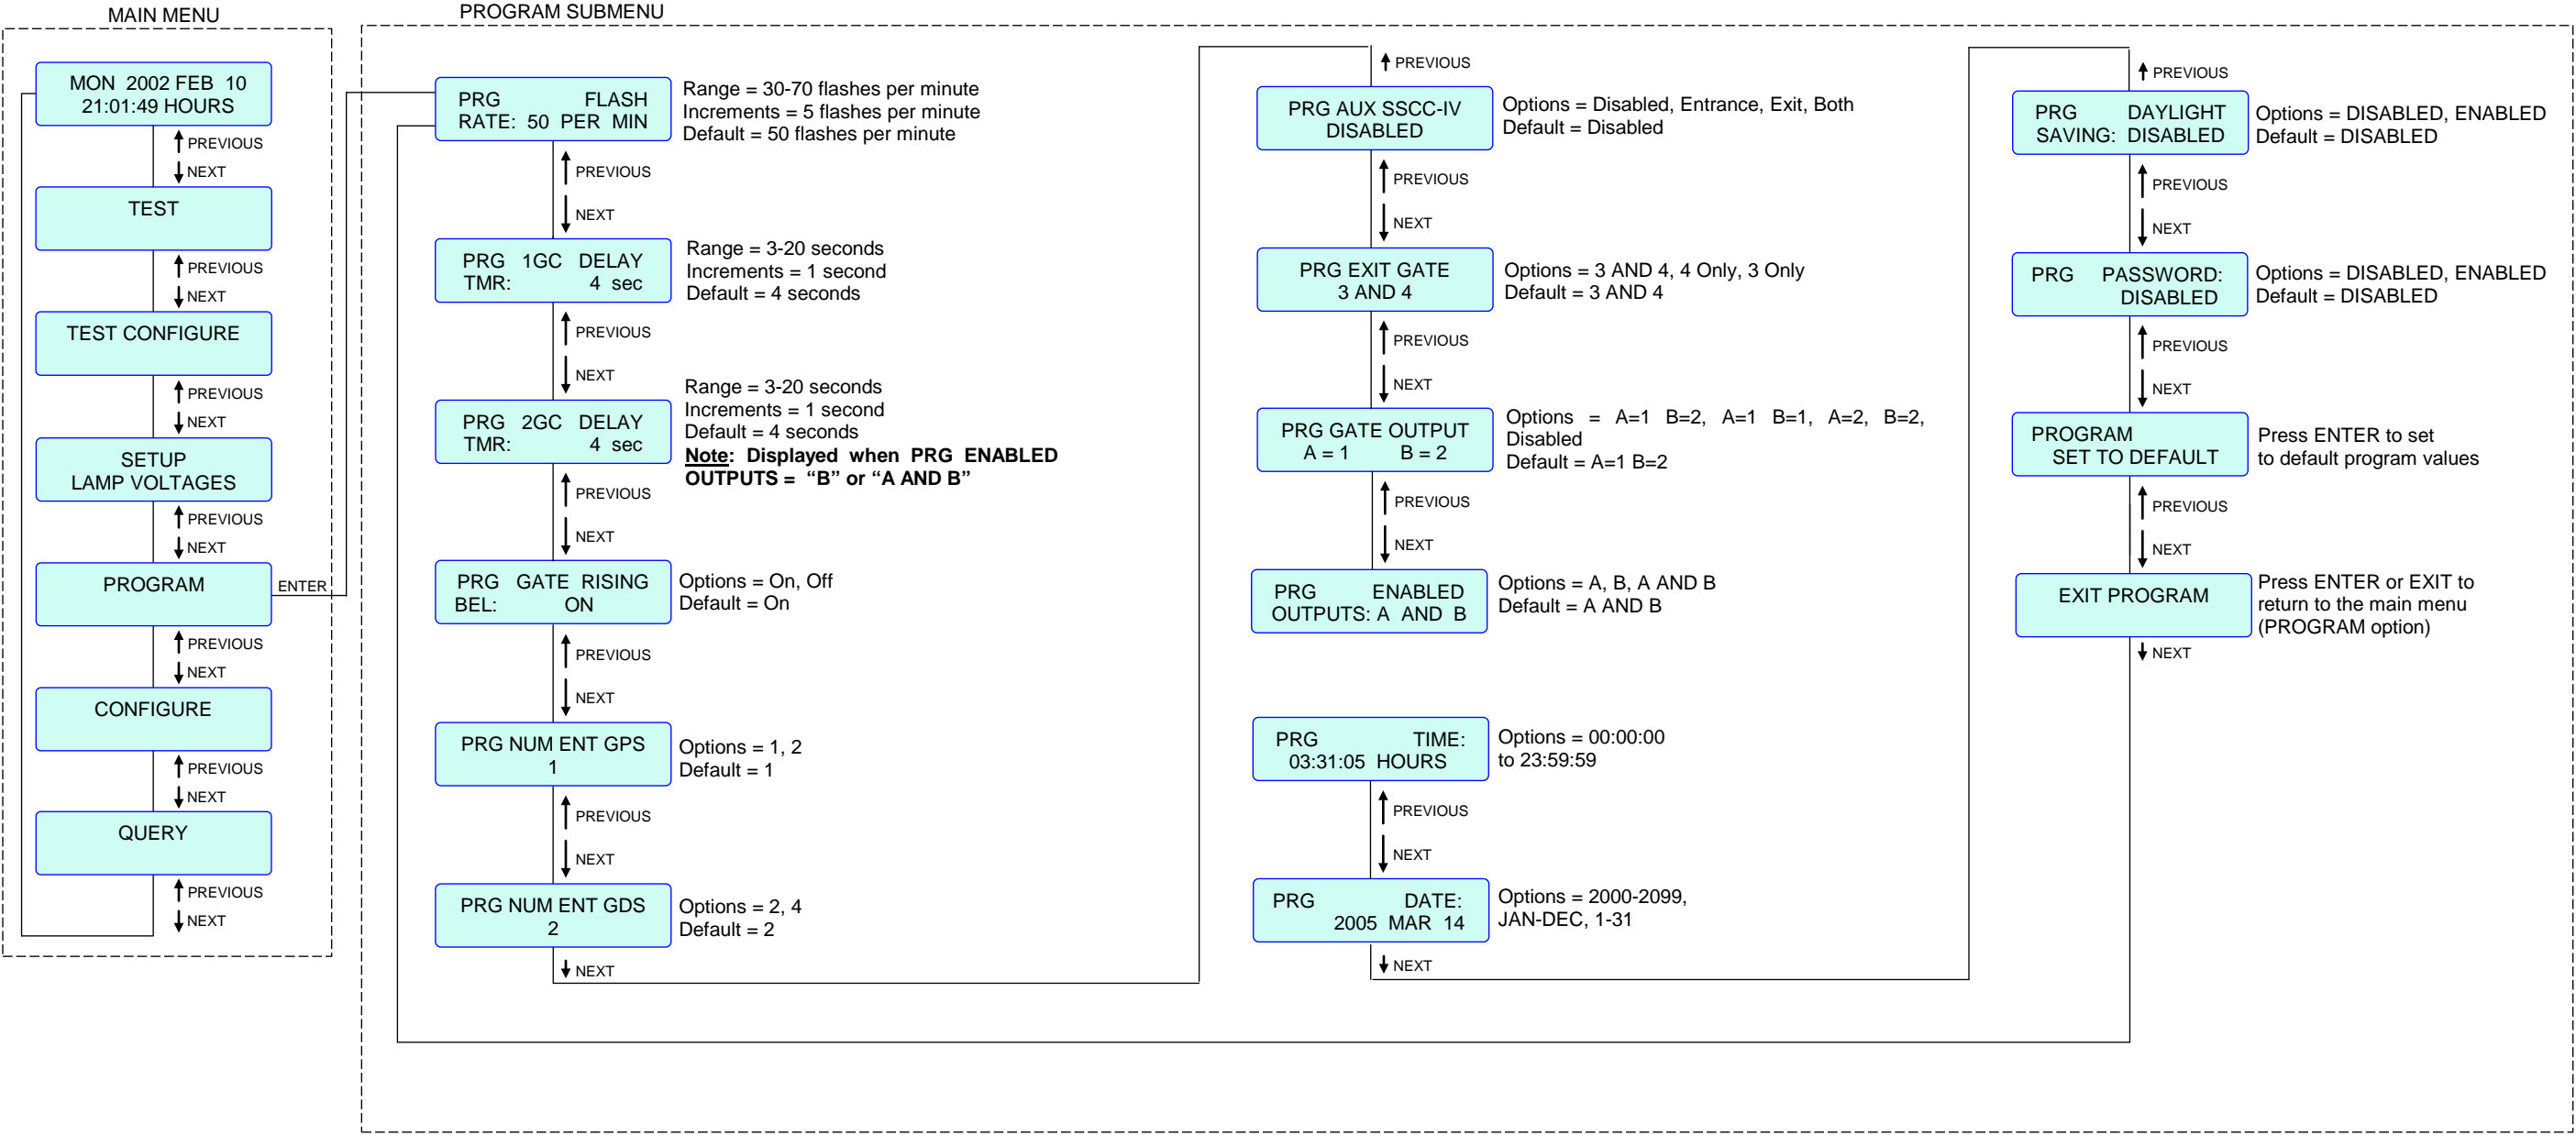 MAIN MENU
MON 2002 FEB 10
21:01:49 HOURS
PREVIOUS
NEXT
TEST
PREVIOUS
NEXT
TEST CONFIGURE
PREVIOUS
NEXT
SETUP
LAMP VOLTAGES
PREVIOUS
NEXT
PROGRAM
ENTER
PREVIOUS
NEXT
CONFIGURE
PREVIOUS
NEXT
QUERY
PREVIOUS
NEXT
PROGRAM SUBMENU
PRG FLASH
RATE: 50 PER MIN
Range = 30-70 flashes per minute
Increments = 5 flashes per minute
Default = 50 flashes per minute
PREVIOUS
NEXT
PRG 1GC DELAY
TMR: 4 sec
Range = 3-20 seconds
Increments = 1 second
Default = 4 seconds
PREVIOUS
NEXT
PRG 2GC DELAY
TMR: 4 sec
Range = 3-20 seconds
Increments = 1 second
Default = 4 seconds
Note: Displayed when PRG ENABLED
OUTPUTS = “B” or “A AND B”
PREVIOUS
NEXT
PRG GATE RISING
BEL: ON
Options = On, Off
Default = On
PREVIOUS
NEXT
PRG NUM ENT GPS
1
Options = 1, 2
Default = 1
PREVIOUS
NEXT
PRG NUM ENT GDS
2
Options = 2, 4
Default = 2
NEXT
PREVIOUS
PRG AUX SSCC-IV
DISABLED
Options = Disabled, Entrance, Exit, Both
Default = Disabled
PREVIOUS
NEXT
PRG EXIT GATE
3 AND 4
Options = 3 AND 4, 4 Only, 3 Only
Default = 3 AND 4
PREVIOUS
NEXT
PRG GATE OUTPUT
A = 1 B = 2
Options = A=1 B=2, A=1 B=1, A=2, B=2,
Disabled
Default = A=1 B=2
PREVIOUS
NEXT
PRG ENABLED
OUTPUTS: A AND B
Options = A, B, A AND B
Default = A AND B
PRG TIME:
03:31:05 HOURS
Options = 00:00:00
to 23:59:59
PREVIOUS
NEXT
PRG DATE:
2005 MAR 14
Options = 2000-2099,
JAN-DEC, 1-31
NEXT
PREVIOUS
PRG DAYLIGHT
SAVING: DISABLED
Options = DISABLED, ENABLED
Default = DISABLED
PREVIOUS
NEXT
PRG PASSWORD:
DISABLED
Options = DISABLED, ENABLED
Default = DISABLED
PREVIOUS
NEXT
PROGRAM
SET TO DEFAULT
Press ENTER to set
to default program values
PREVIOUS
NEXT
EXIT PROGRAM
Press ENTER or EXIT to
return to the main menu
(PROGRAM option)
NEXT